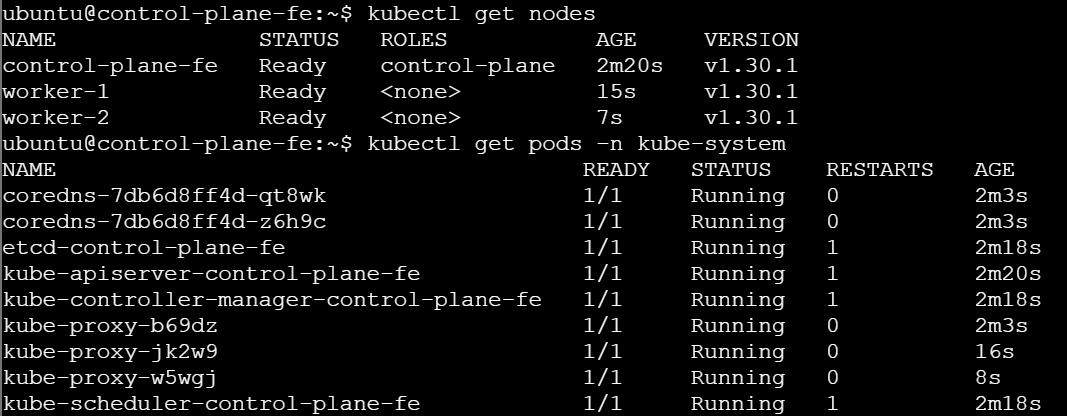 ubuntu@control-plane-fe:~$ kubectl get nodes
NAME STATUS ROLES AGE VERSION
control-plane-fe Ready control-plane 2m20s v1.30.1
worker-1 Ready <none> 15s v1.30.1
worker-2 Ready <none> 7s v1.30.1
ubuntu@control-plane-fe:~$ kubectl get pods -n kube-system
NAME READY STATUS RESTARTS AGE
coredns-7db6d8ff4d-qt8wk 1/1 Running 0 2m3s
coredns-7db6d8ff4d-z6h9c 1/1 Running 0 2m3s
etcd-control-plane-fe 1/1 Running 1 2m18s
kube-apiserver-control-plane-fe 1/1 Running 1 2m20s
kube-controller-manager-control-plane-fe 1/1 Running 1 2m18s
kube-proxy-b69dz 1/1 Running 0 2m3s
kube-proxy-jk2w9 1/1 Running 0 16s
kube-proxy-w5wgj 1/1 Running 0 8s
kube-scheduler-control-plane-fe 1/1 Running 1 2m18s